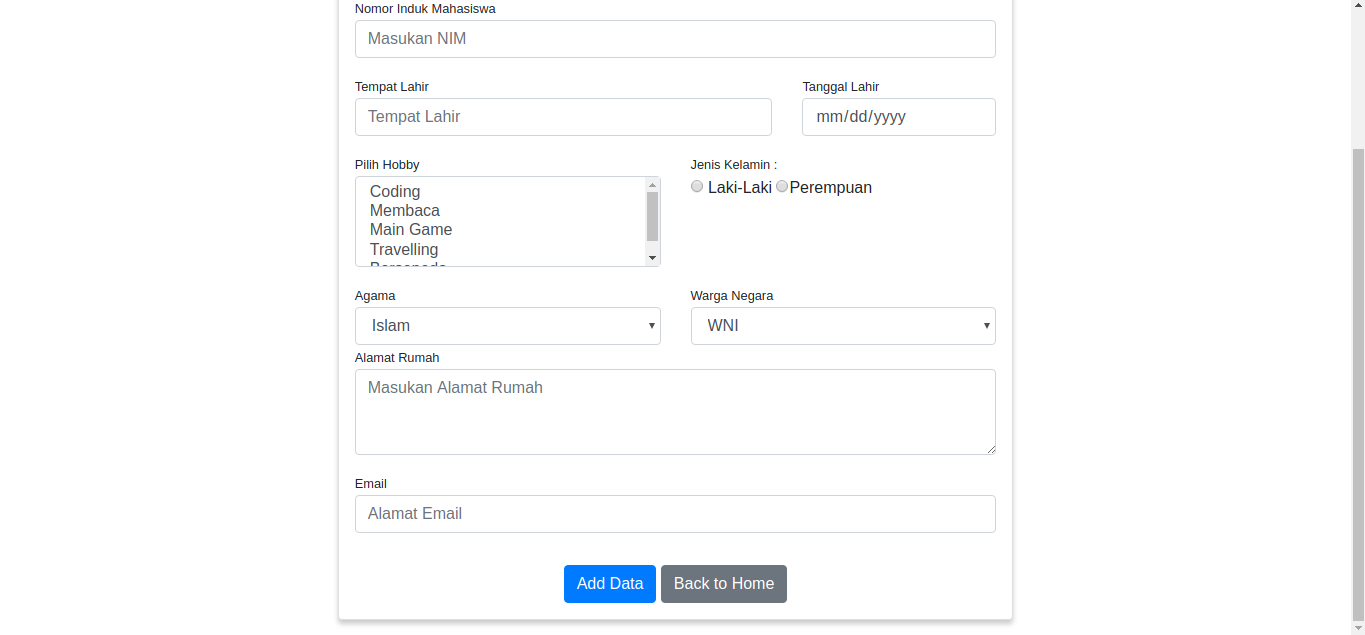 Nomor Induk Mahasiswa
Masukan NIM
Tempat Lahir
Tanggal Lahir
Tempat Lahir
mm/dd/yyyy
Pilih Hobby
Jenis Kelamin :
Coding
Membaca
Main Game
Travelling
Laki-Laki Perempuan
Agama
Warga Negara
Islam
WNI
Alamat Rumah
Masukan Alamat Rumah
Email
Alamat Email
Add Data
Back to Home